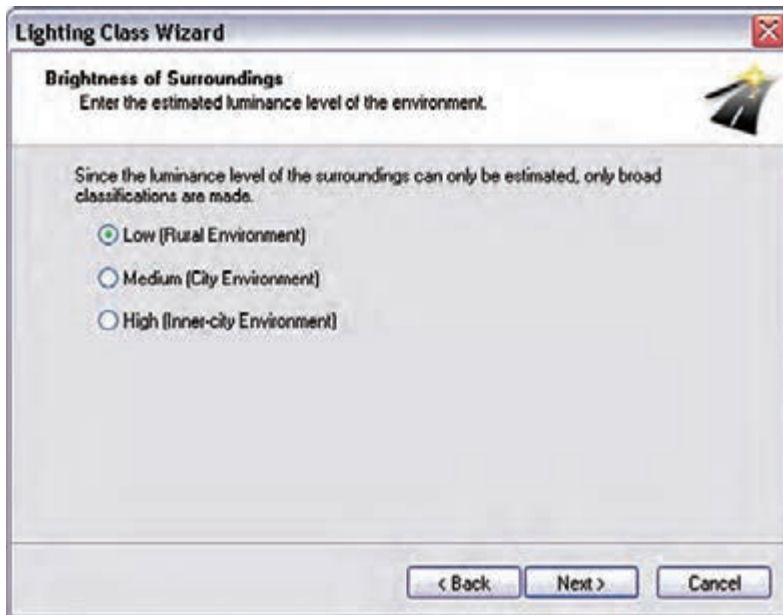 Lighting Class Wizard
Brightness of Surroundings
Enter the estimated luminance level of the environment.
Since the luminance level of the surroundings can only be estimated, only broad
classifications are made.
Low (Rural Environment)
Medium (City Environment)
High (Inner-city Environment)
< Back
Next >
Cancel